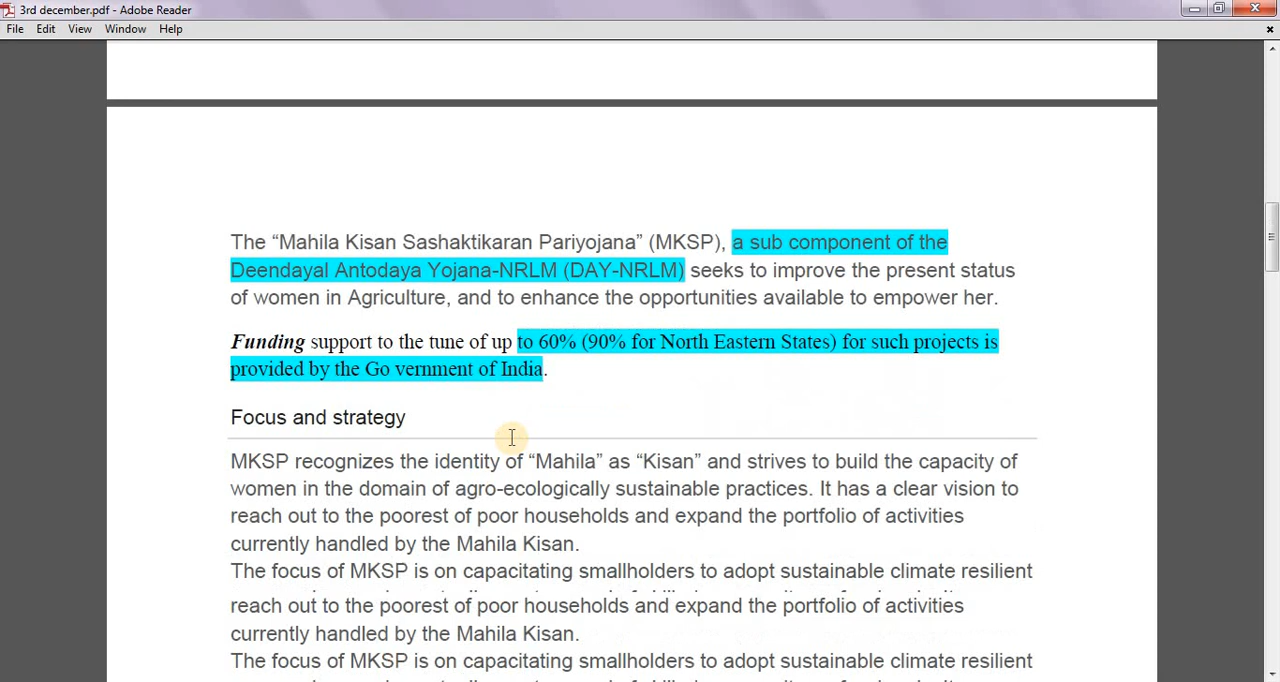 3rd december.pdf - Adobe Reader
File Edit View Window Help
The “Mahila Kisan Sashaktikaran Pariyojana” (MKSP), a sub component of the
Deendayal Antodaya Yojana-NRLM (DAY-NRLM) seeks to improve the present status
of women in Agriculture, and to enhance the opportunities available to empower her.
Funding support to the tune of up to 60% (90% for North Eastern States) for such projects is
provided by the Go vernment of India.
Focus and strategy
MKSP recognizes the identity of “Mahila” as “Kisan” and strives to build the capacity of
women in the domain of agro-ecologically sustainable practices. It has a clear vision to
reach out to the poorest of poor households and expand the portfolio of activities
currently handled by the Mahila Kisan.
The focus of MKSP is on capacitating smallholders to adopt sustainable climate resilient
reach out to the poorest of poor households and expand the portfolio of activities
currently handled by the Mahila Kisan.
The focus of MKSP is on capacitating smallholders to adopt sustainable climate resilient